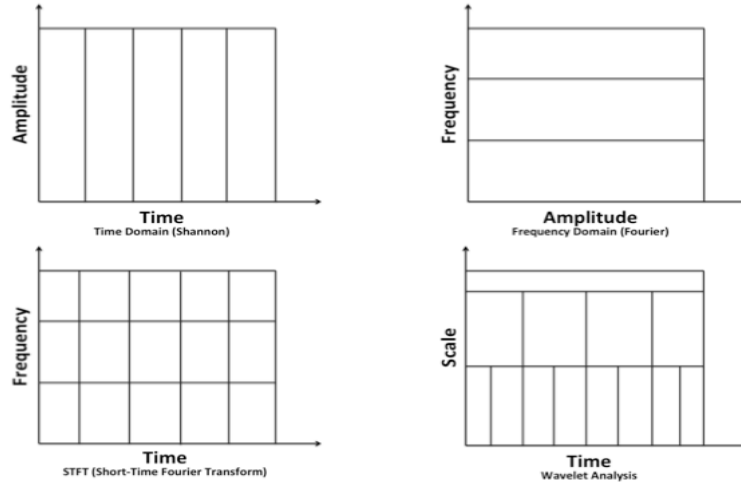 Amplitude
Time
Time Domain (Shannon)
Frequency
Amplitude
Frequency Domain (Fourier)
Frequency
Time
STFT (Short-Time Fourier Transform)
Scale
Time
Wavelet Analysis